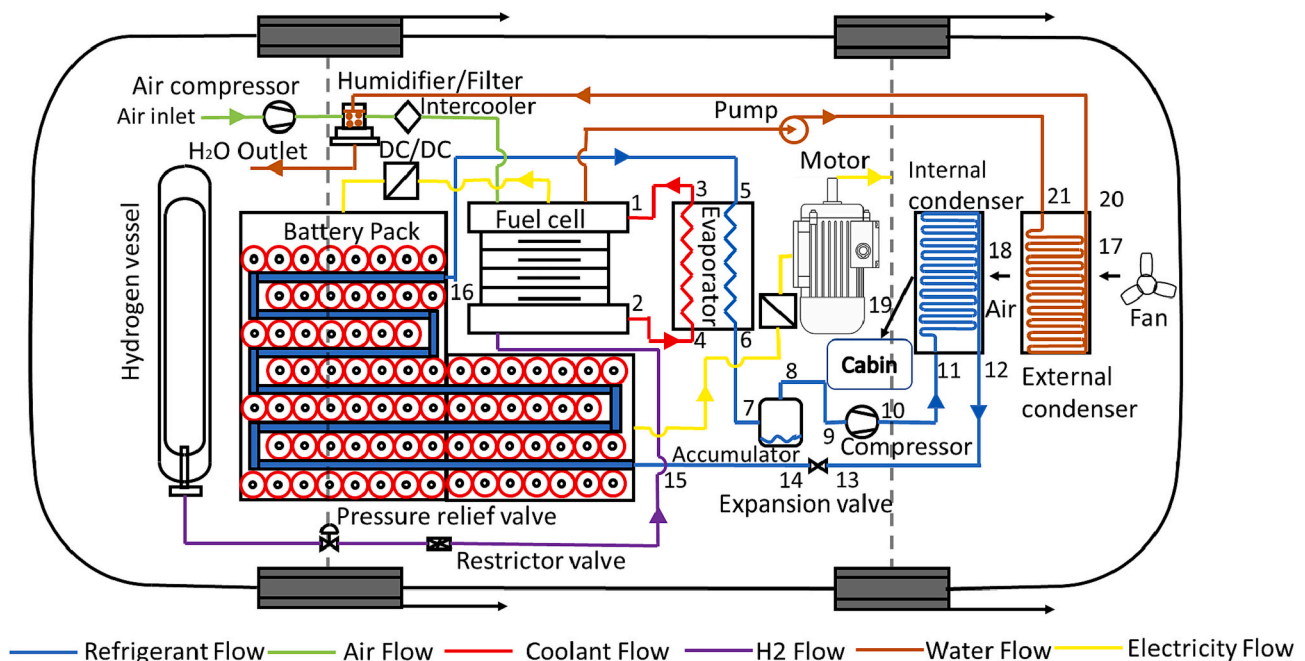 Air compressor
Humidifier/Filter
Intercooler
Air inlet
Pump
H₂O Outlet
DC/DC
Motor
Internal
condenser
1
3
5
21
20
Hydrogen vessel
Battery Pack
Fuel cell
Evaporator
18
17
16
Air
2
19
Fan
4
6
Cabin
8
11
12
External
condenser
7
10
9
Compressor
Accumulator
15
14
13
Expansion valve
Pressure relief valve
Restrictor valve
Refrigerant Flow
Air Flow
Coolant Flow
H2 Flow
Water Flow
Electricity Flow